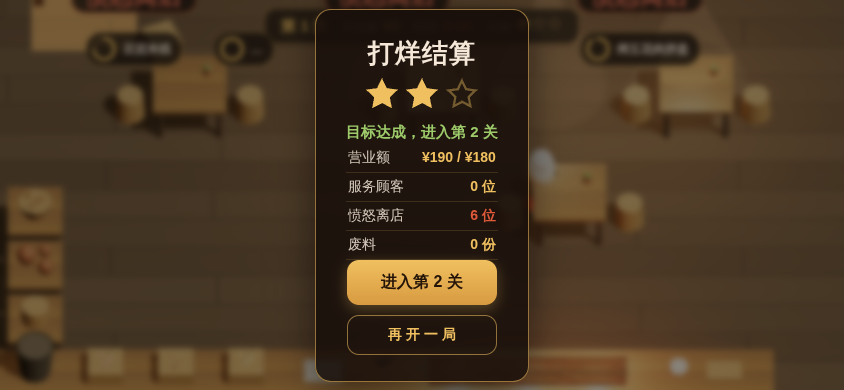 打烊结算
目标达成，进入第 2 关
营业额 ¥190 / ¥180
服务顾客 0 位
愤怒离店 6 位
废料 0 份
进入第 2 关
再开一局